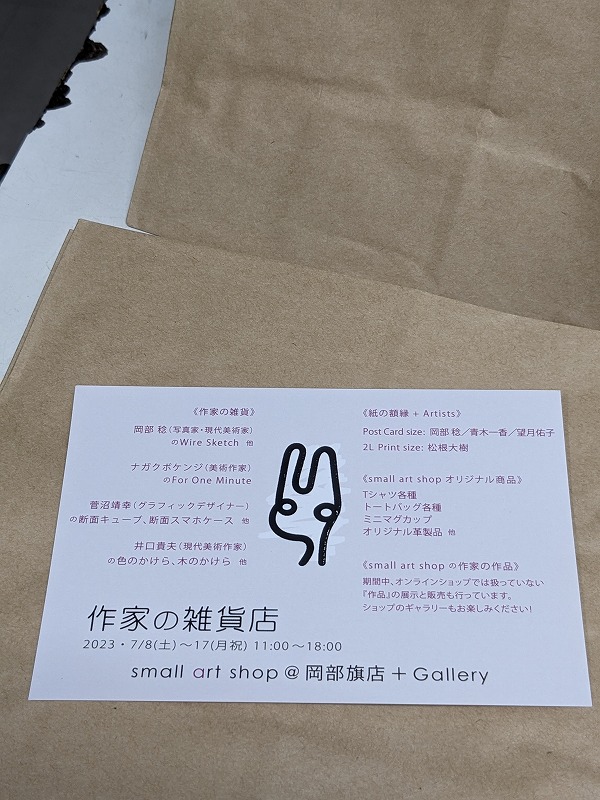 《作家の雑貨》
岡部 稔（写真家・現代美術家）
のWire Sketch 他
ナガクボケンジ（美術作家）
のFor One Minute
菅沼靖幸（グラフィックデザイナー）
の断面キューブ、断面スマホケース 他
井口貴夫（現代美術家）
の色のかけら、木のかけら 他
《紙の額縁 + Artists》
Post Card size: 岡部 稔／青木一香／望月佑子
2L Print size: 松根大樹
《small art shop オリジナル商品》
Tシャツ各種
トートバッグ各種
ミニマグカップ
オリジナル革製品 他
《small art shop の作家の作品》
期間中、オンラインショップでは扱っていない
『作品』の展示と販売も行っています。
ショップのギャラリーもお楽しみください！
作家の雑貨店
2023・7/8(土)～17(月祝) 11:00～18:00
small art shop @ 岡部旗店 + Gallery